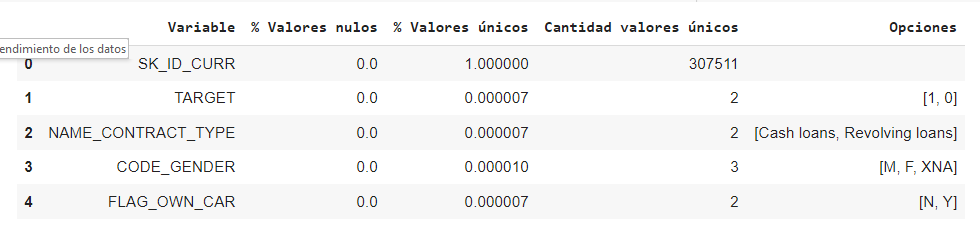 Variable % Valores nulos % Valores únicos Cantidad valores únicos Opciones
endimiento de los datos
0 SK_ID_CURR 0.0 1.000000 307511
1 TARGET 0.0 0.000007 2 [1, 0]
2 NAME_CONTRACT_TYPE 0.0 0.000007 2 [Cash loans, Revolving loans]
3 CODE_GENDER 0.0 0.000010 3 [M, F, XNA]
4 FLAG_OWN_CAR 0.0 0.000007 2 [N, Y]